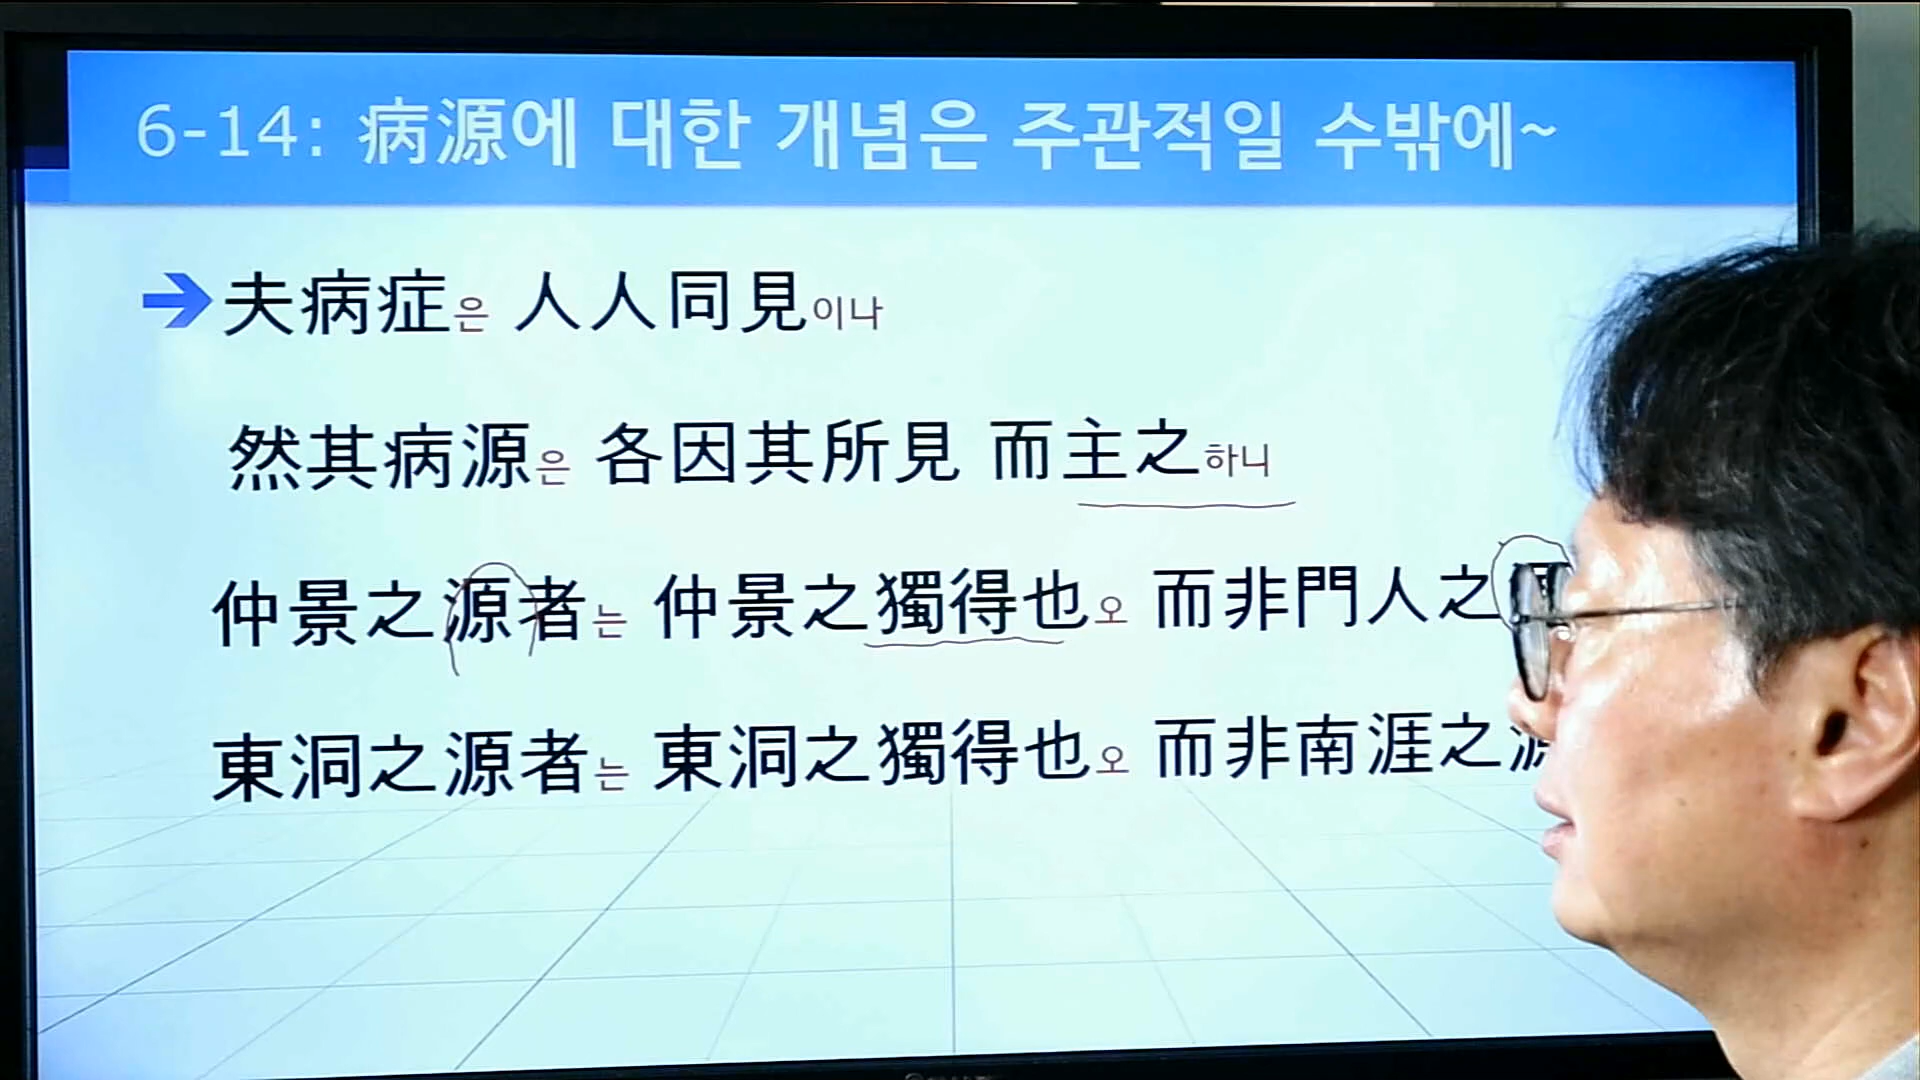 6-14: 病源에 대한 개념은 주관적일 수밖에~
夫病症은 人人同見이나
然其病源은 各因其所見 而主之하니
仲景之源者는 仲景之獨得也오 而非門人之
東洞之源者는 東洞之獨得也오 而非南涯之源